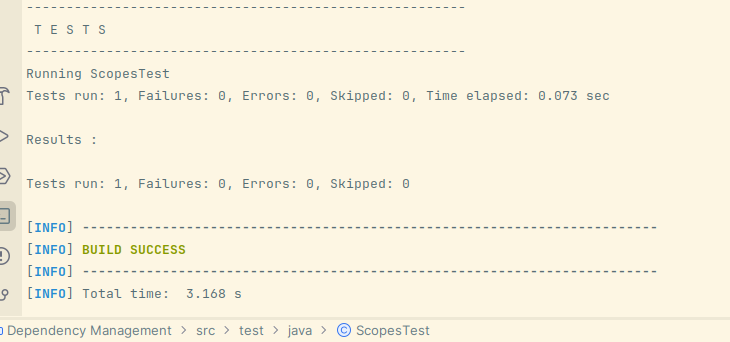 -------------------------------------------------------
T E S T S
-------------------------------------------------------
Running ScopesTest
Tests run: 1, Failures: 0, Errors: 0, Skipped: 0, Time elapsed: 0.073 sec
Results :
Tests run: 1, Failures: 0, Errors: 0, Skipped: 0
[INFO] ------------------------------------------------------------------------
[INFO] BUILD SUCCESS
[INFO] ------------------------------------------------------------------------
[INFO] Total time:  3.168 s
Dependency Management > src > test > java > © ScopesTest